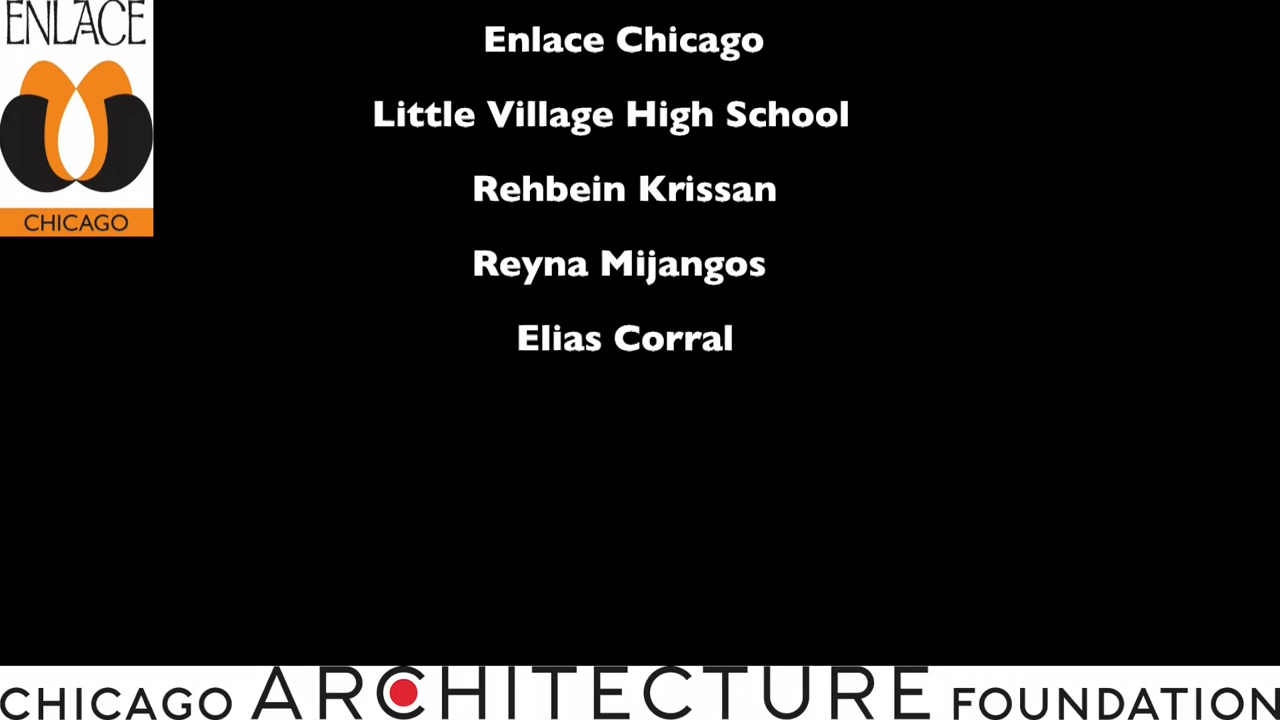 ENLACE
CHICAGO
Enlace Chicago
Little Village High School
Rehbein Krissan
Reyna Mijangos
Elias Corral
CHICAGO ARCHITECTURE FOUNDATION